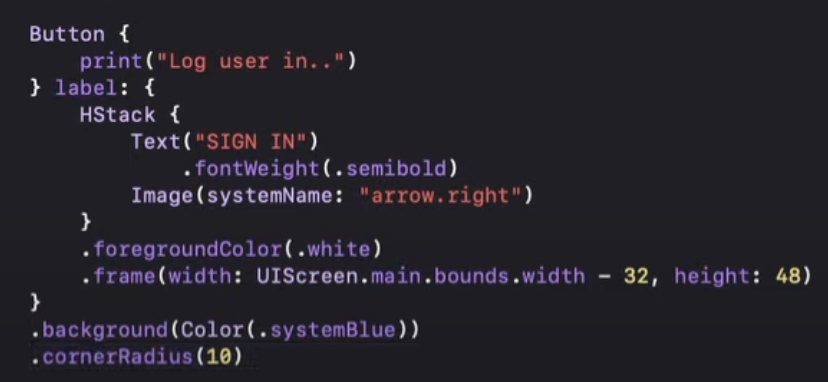 Button {
    print("Log user in..")
} label: {
    HStack {
        Text("SIGN IN")
            .fontWeight(.semibold)
        Image(systemName: "arrow.right")
    }
    .foregroundColor(.white)
    .frame(width: UIScreen.main.bounds.width - 32, height: 48)
}
.background(Color(.systemBlue))
.cornerRadius(10)